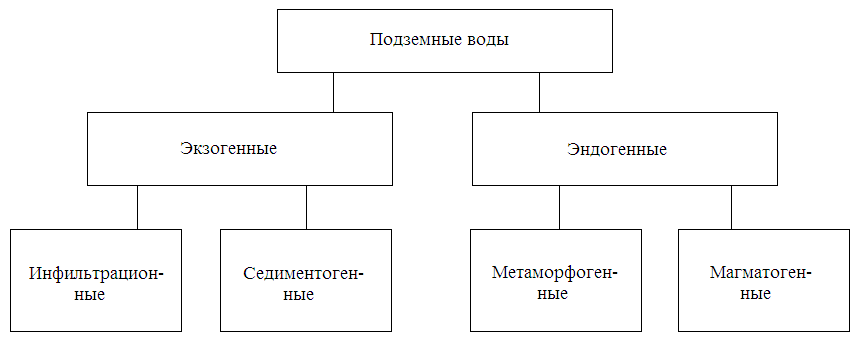 Подземные воды
Экзогенные
Эндогенные
Инфильтрацион-
ные
Седиментоген-
ные
Метаморфоген-
ные
Магматоген-
ные